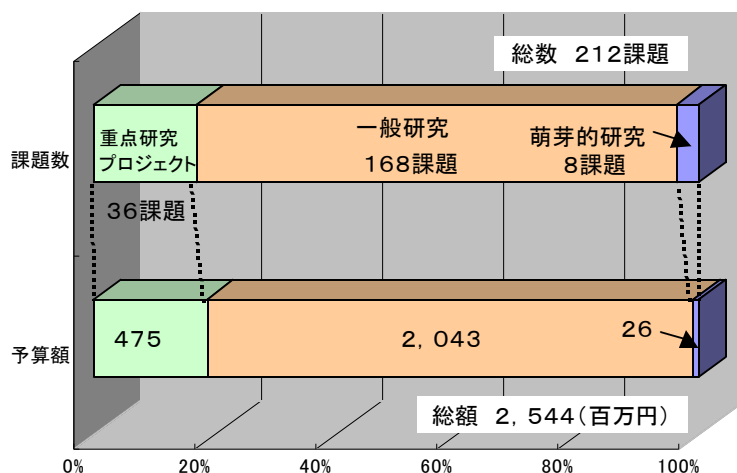 総数 212課題
課題数
重点研究
プロジェクト
36課題
一般研究
168課題
萌芽的研究
8課題
予算額
475
2,043
26
総額 2,544(百万円)
0%
20%
40%
60%
80%
100%